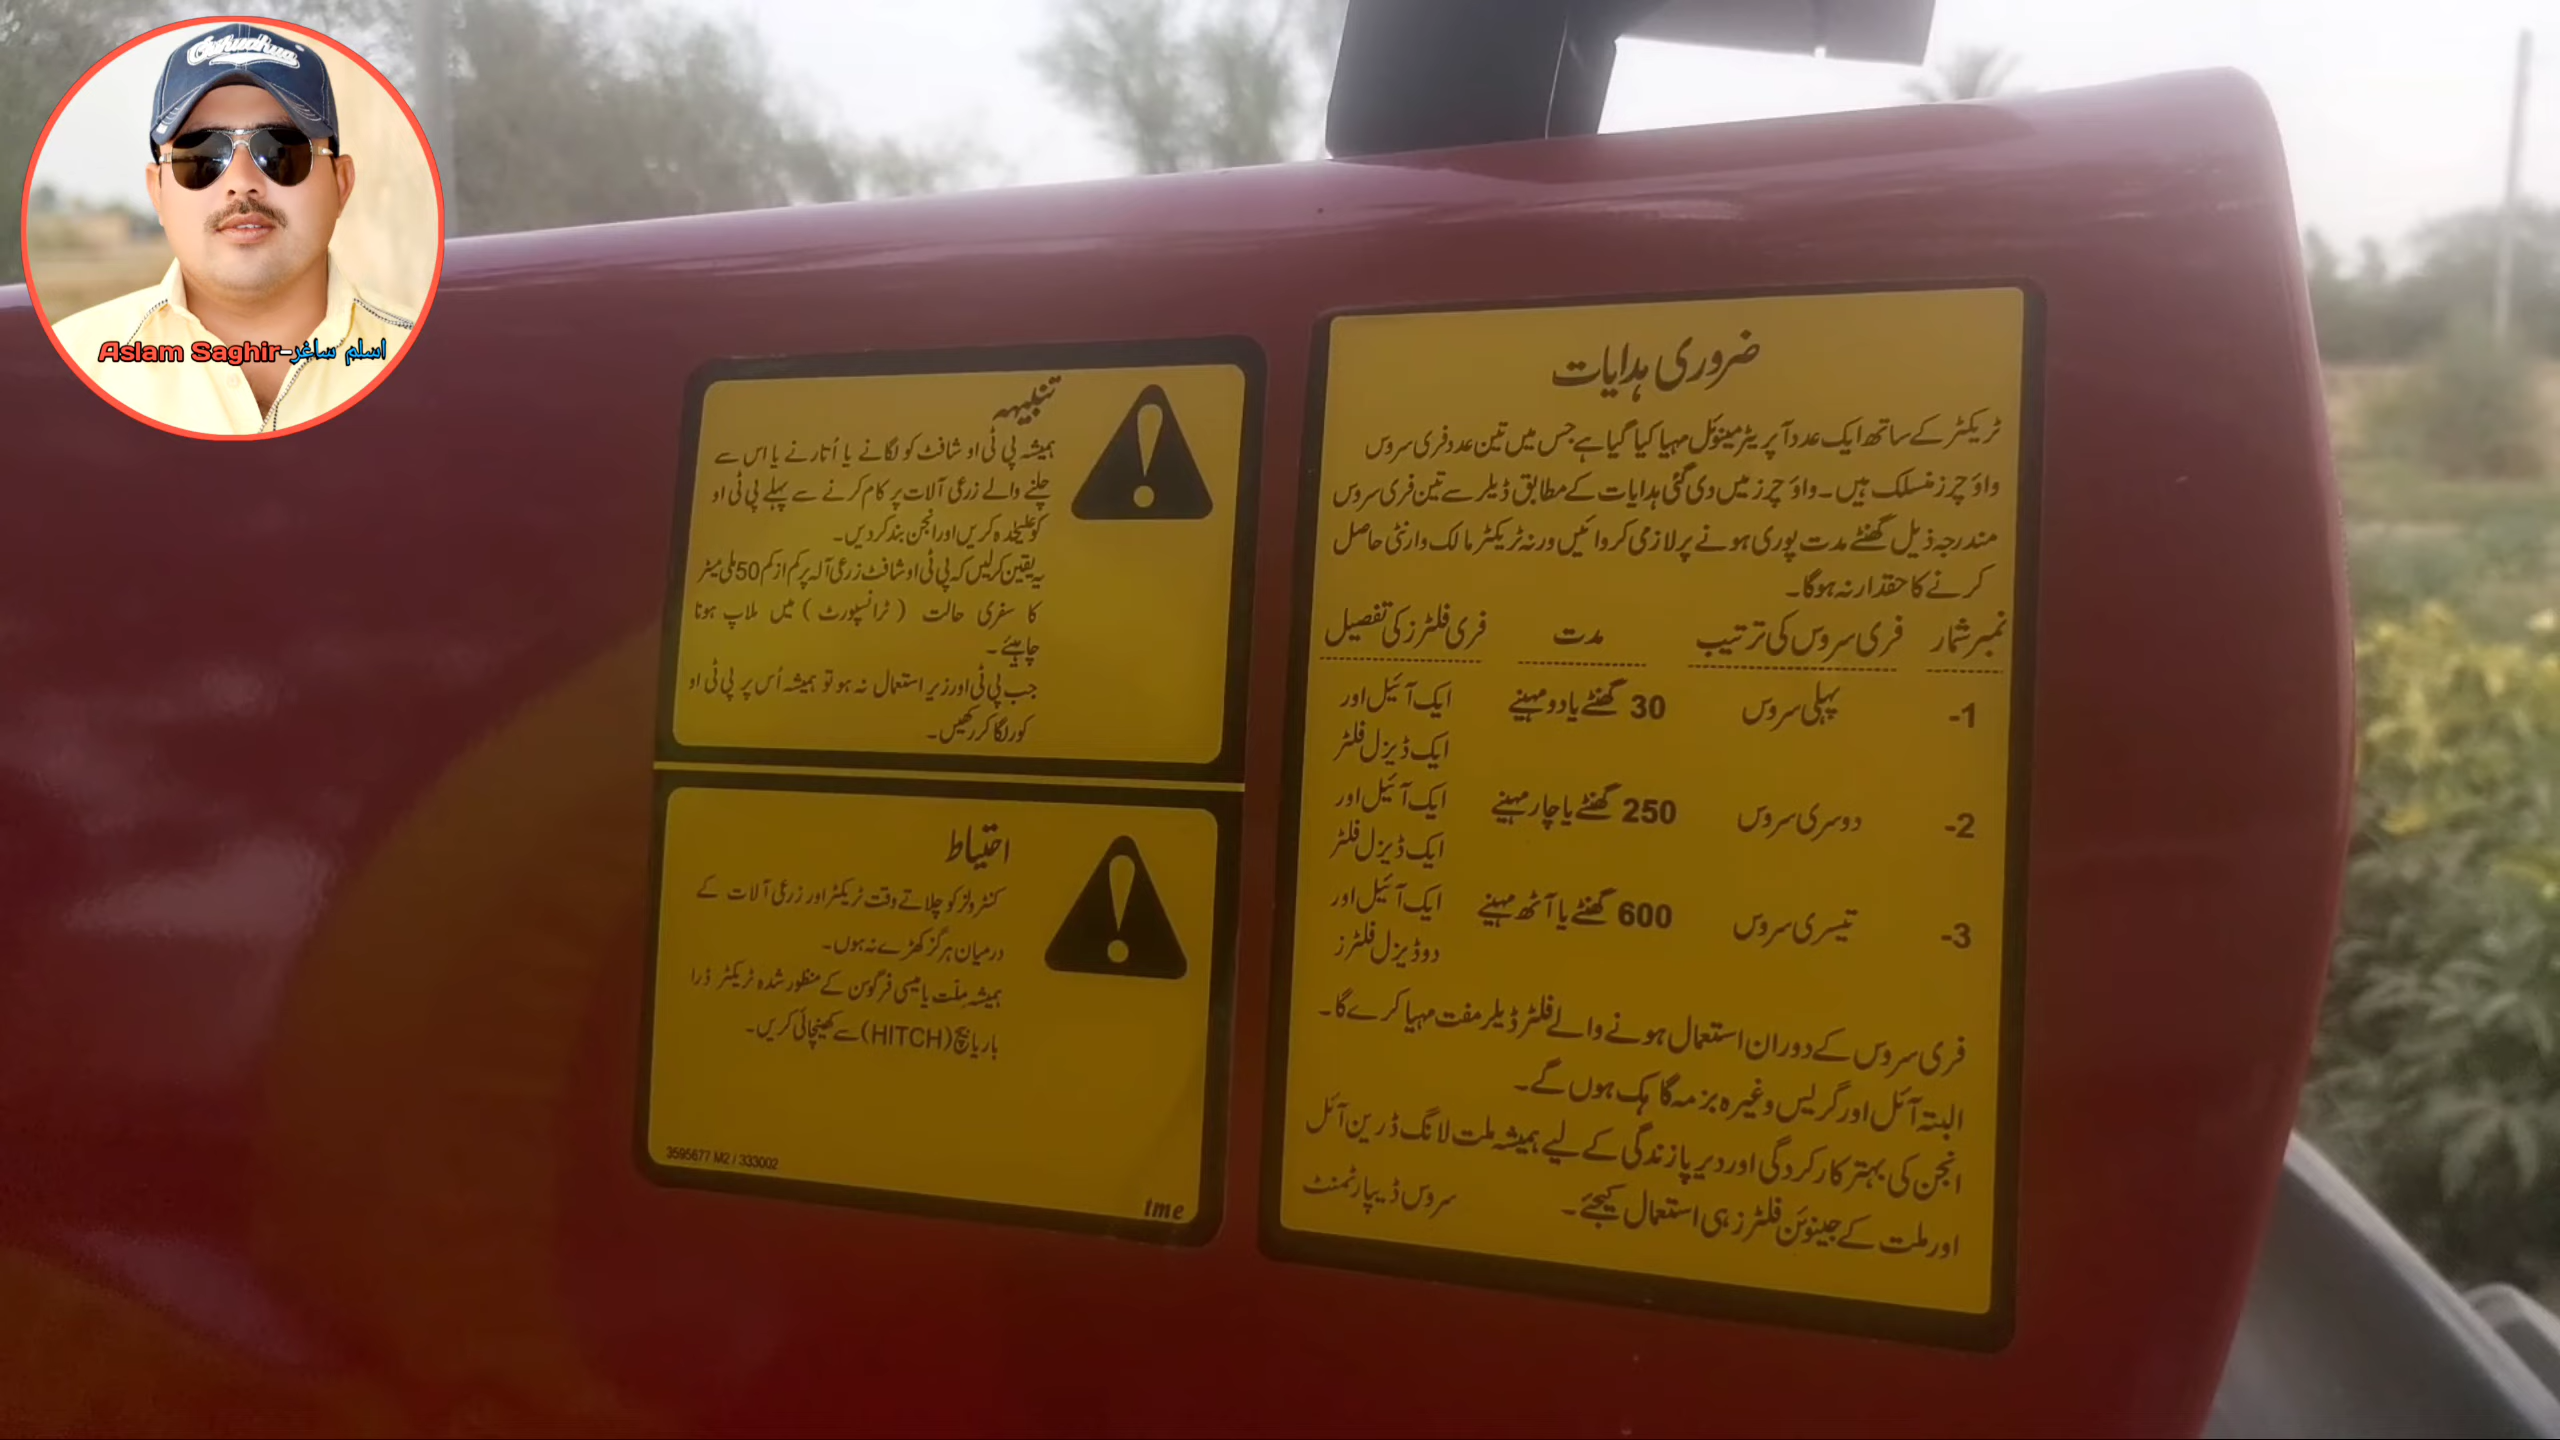 Chihuahua
Aslam Saghir-اسلم ساغر
ضروری ہدایات
ٹریکٹر کے ساتھ ایک عدد آپریٹر مینوئل مہیا کیا گیا ہے جس میں تین عدد فری سروس
واؤچرز منسلک ہیں۔ واؤچرز میں دی گئی ہدایات کے مطابق ڈیلر سے تین فری سروس
مندرجہ ذیل گھنٹے مدت پوری ہونے پر لازمی کروائیں ورنہ ٹریکٹر مالک وارنٹی حاصل
کرنے کا حقدار نہ ہوگا۔
نمبر شمار فری سروس کی ترتیب مدت فری فلٹرز کی تفصیل
1- پہلی سروس 30 گھنٹے یا دو مہینے ایک آئیل اور
ایک ڈیزل فلٹر
2- دوسری سروس 250 گھنٹے یا چار مہینے ایک آئیل اور
ایک ڈیزل فلٹر
3- تیسری سروس 600 گھنٹے یا آٹھ مہینے ایک آئیل اور
دو ڈیزل فلٹرز
فری سروس کے دوران استعمال ہونے والے فلٹر ڈیلر مفت مہیا کرے گا۔
البتہ آئل اور گریس وغیرہ بزمہ گاہک ہوں گے۔
انجن کی بہتر کارکردگی اور دیرپا زندگی کے لیے ہمیشہ ملت لانگ ڈرین آئل
اور ملت کے جینوئن فلٹرز ہی استعمال کیجئے۔ سروس ڈیپارٹمنٹ
تنبیہہ
ہمیشہ پی ٹی او شافٹ کو لگانے یا اُتارنے یا اس سے
چلنے والے زرعی آلات پر کام کرنے سے پہلے پی ٹی او
کو علیحٰدہ کریں اور انجن بند کر دیں۔
یہ یقین کر لیں کہ پی ٹی او شافٹ زرعی آلہ پر کم از کم 50 ملی میٹر
کا سفری حالت (ٹرانسپورٹ) میں ملاپ ہونا
چاہیئے۔
جب پی ٹی او زیر استعمال نہ ہو تو ہمیشہ اُس پر پی ٹی او
کور لگا کر رکھیں۔
احتیاط
کنٹرولز کو چلاتے وقت ٹریکٹر اور زرعی آلات کے
درمیان ہرگز کھڑے نہ ہوں۔
ہمیشہ ملّت یا میسی فرگوسن کے منظور شدہ ٹریکٹر ڈرا
بار یا ہچ (HITCH) سے کھینچائی کریں۔
3595677 M2 / 333002
tme